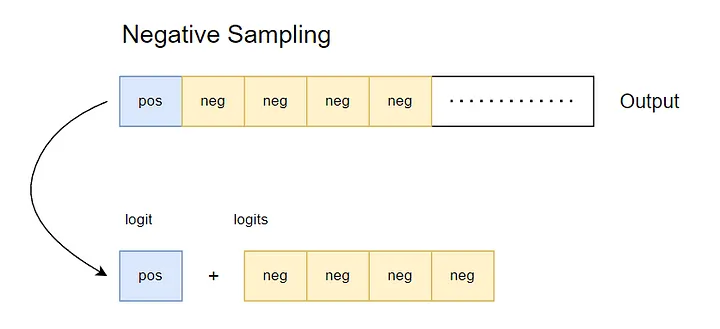 Negative Sampling
pos neg neg neg neg ............. Output
logit logits
pos + neg neg neg neg